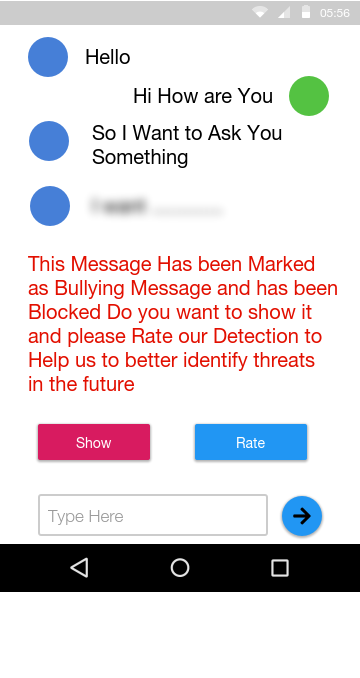 05:56
Hello
Hi How are You
So I Want to Ask You
Something
I want ..................
This Message Has been Marked
as Bullying Message and has been
Blocked Do you want to show it
and please Rate our Detection to
Help us to better identify threats
in the future
Show
Rate
Type Here